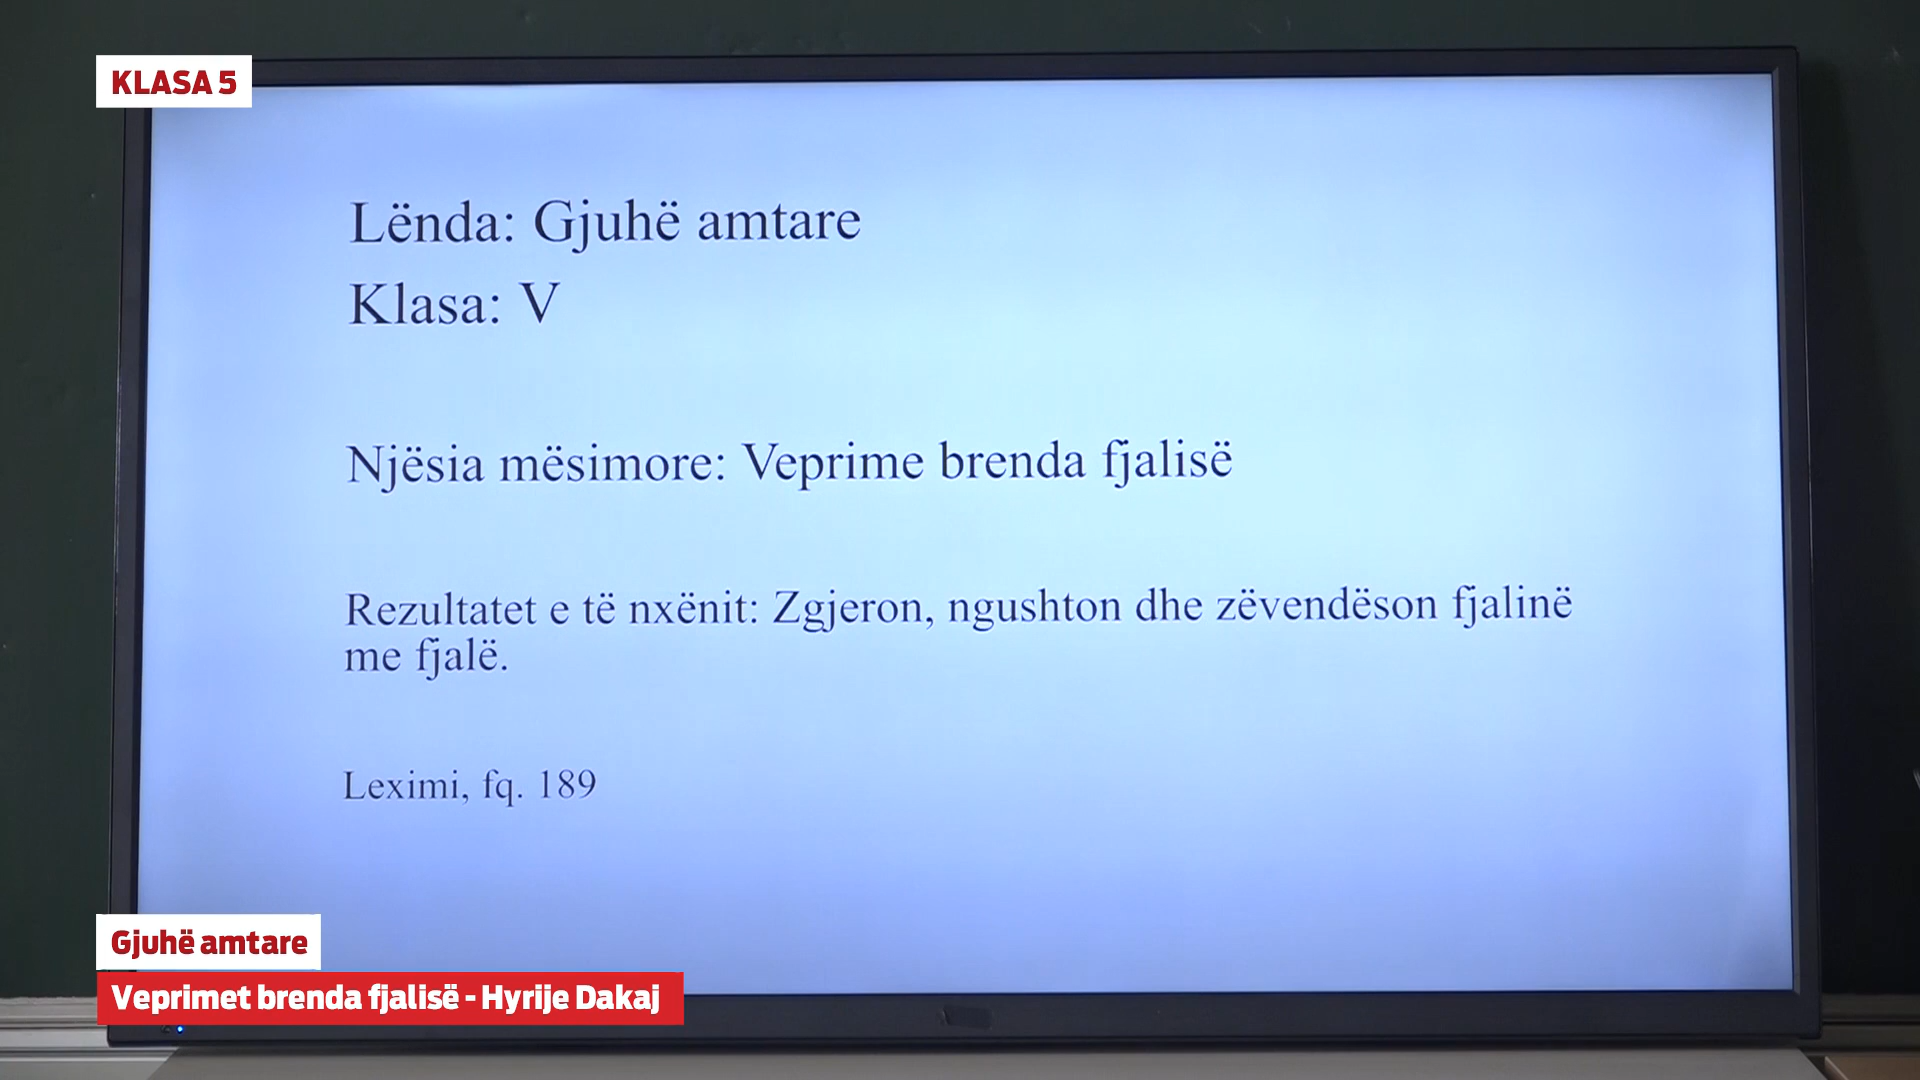 KLASA 5
Lënda: Gjuhë amtare
Klasa: V
Njësia mësimore: Veprime brenda fjalisë
Rezultatet e të nxënit: Zgjeron, ngushton dhe zëvendëson fjalinë
me fjalë.
Leximi, fq. 189
Gjuhë amtare
Veprimet brenda fjalisë - Hyrije Dakaj